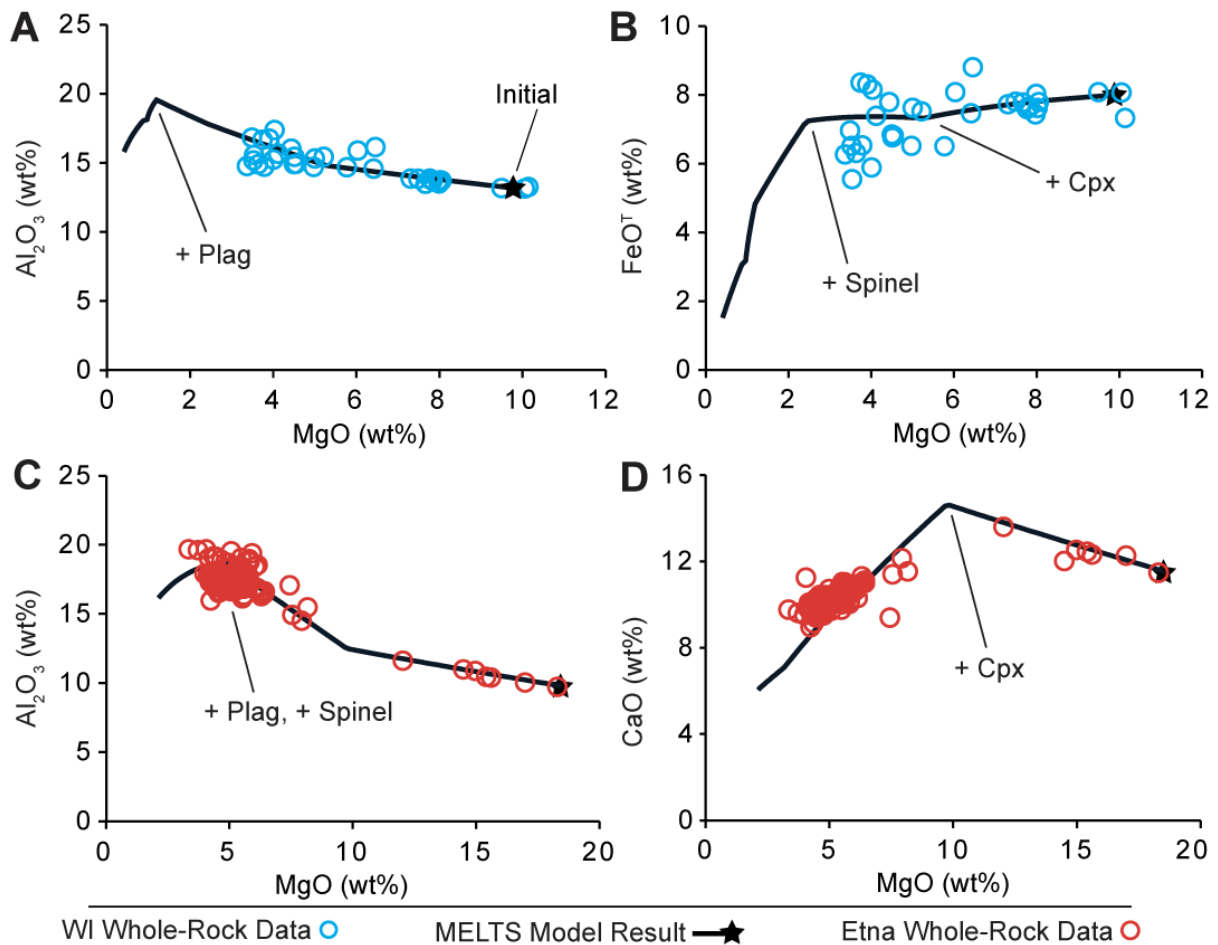 A
25
20
15
10
5
0
Al₂O₃ (wt%)
Initial
+ Plag
0 2 4 6 8 10 12
MgO (wt%)
B
10
8
6
4
2
0
FeOᵀ (wt%)
+ Cpx
+ Spinel
0 2 4 6 8 10 12
MgO (wt%)
C
25
20
15
10
5
0
Al₂O₃ (wt%)
+ Plag, + Spinel
0 5 10 15 20
MgO (wt%)
D
16
12
8
4
0
CaO (wt%)
+ Cpx
0 5 10 15 20
MgO (wt%)
WI Whole-Rock Data MELTS Model Result Etna Whole-Rock Data